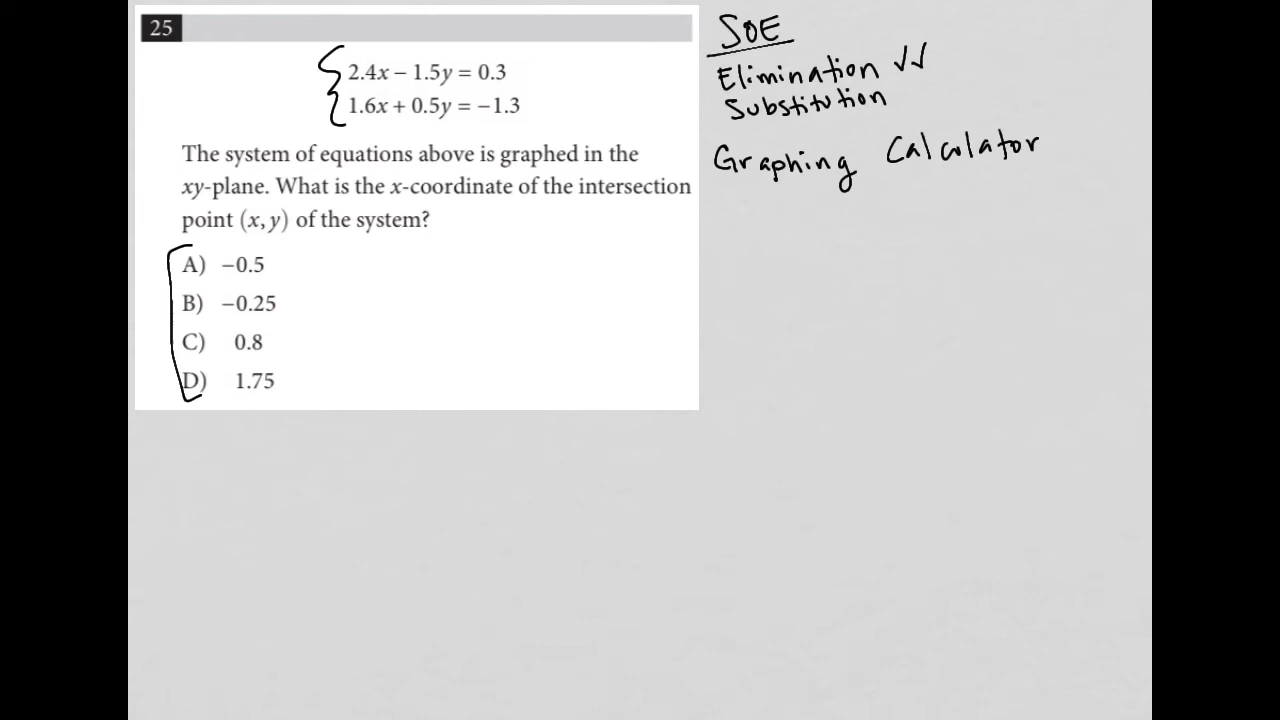 25
2.4x – 1.5y = 0.3
1.6x + 0.5y = –1.3
The system of equations above is graphed in the
xy-plane. What is the x-coordinate of the intersection
point (x, y) of the system?
A) –0.5
B) –0.25
C) 0.8
D) 1.75
SOE
Elimination ✓✓
Substitution
Graphing Calculator